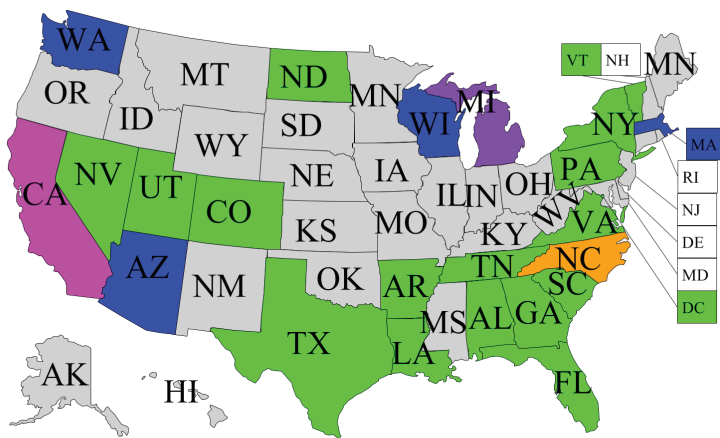 WA
MT
ND
MN
VT
NH
MN
OR
ID
SD
WI
MI
NY
MA
WY
RI
CA
NV
UT
CO
NE
IA
IL
IN
OH
PA
NJ
KS
MO
KY
WV
VA
DE
MD
AZ
NM
OK
AR
TN
NC
SC
DC
TX
LA
MS
AL
GA
FL
AK
HI